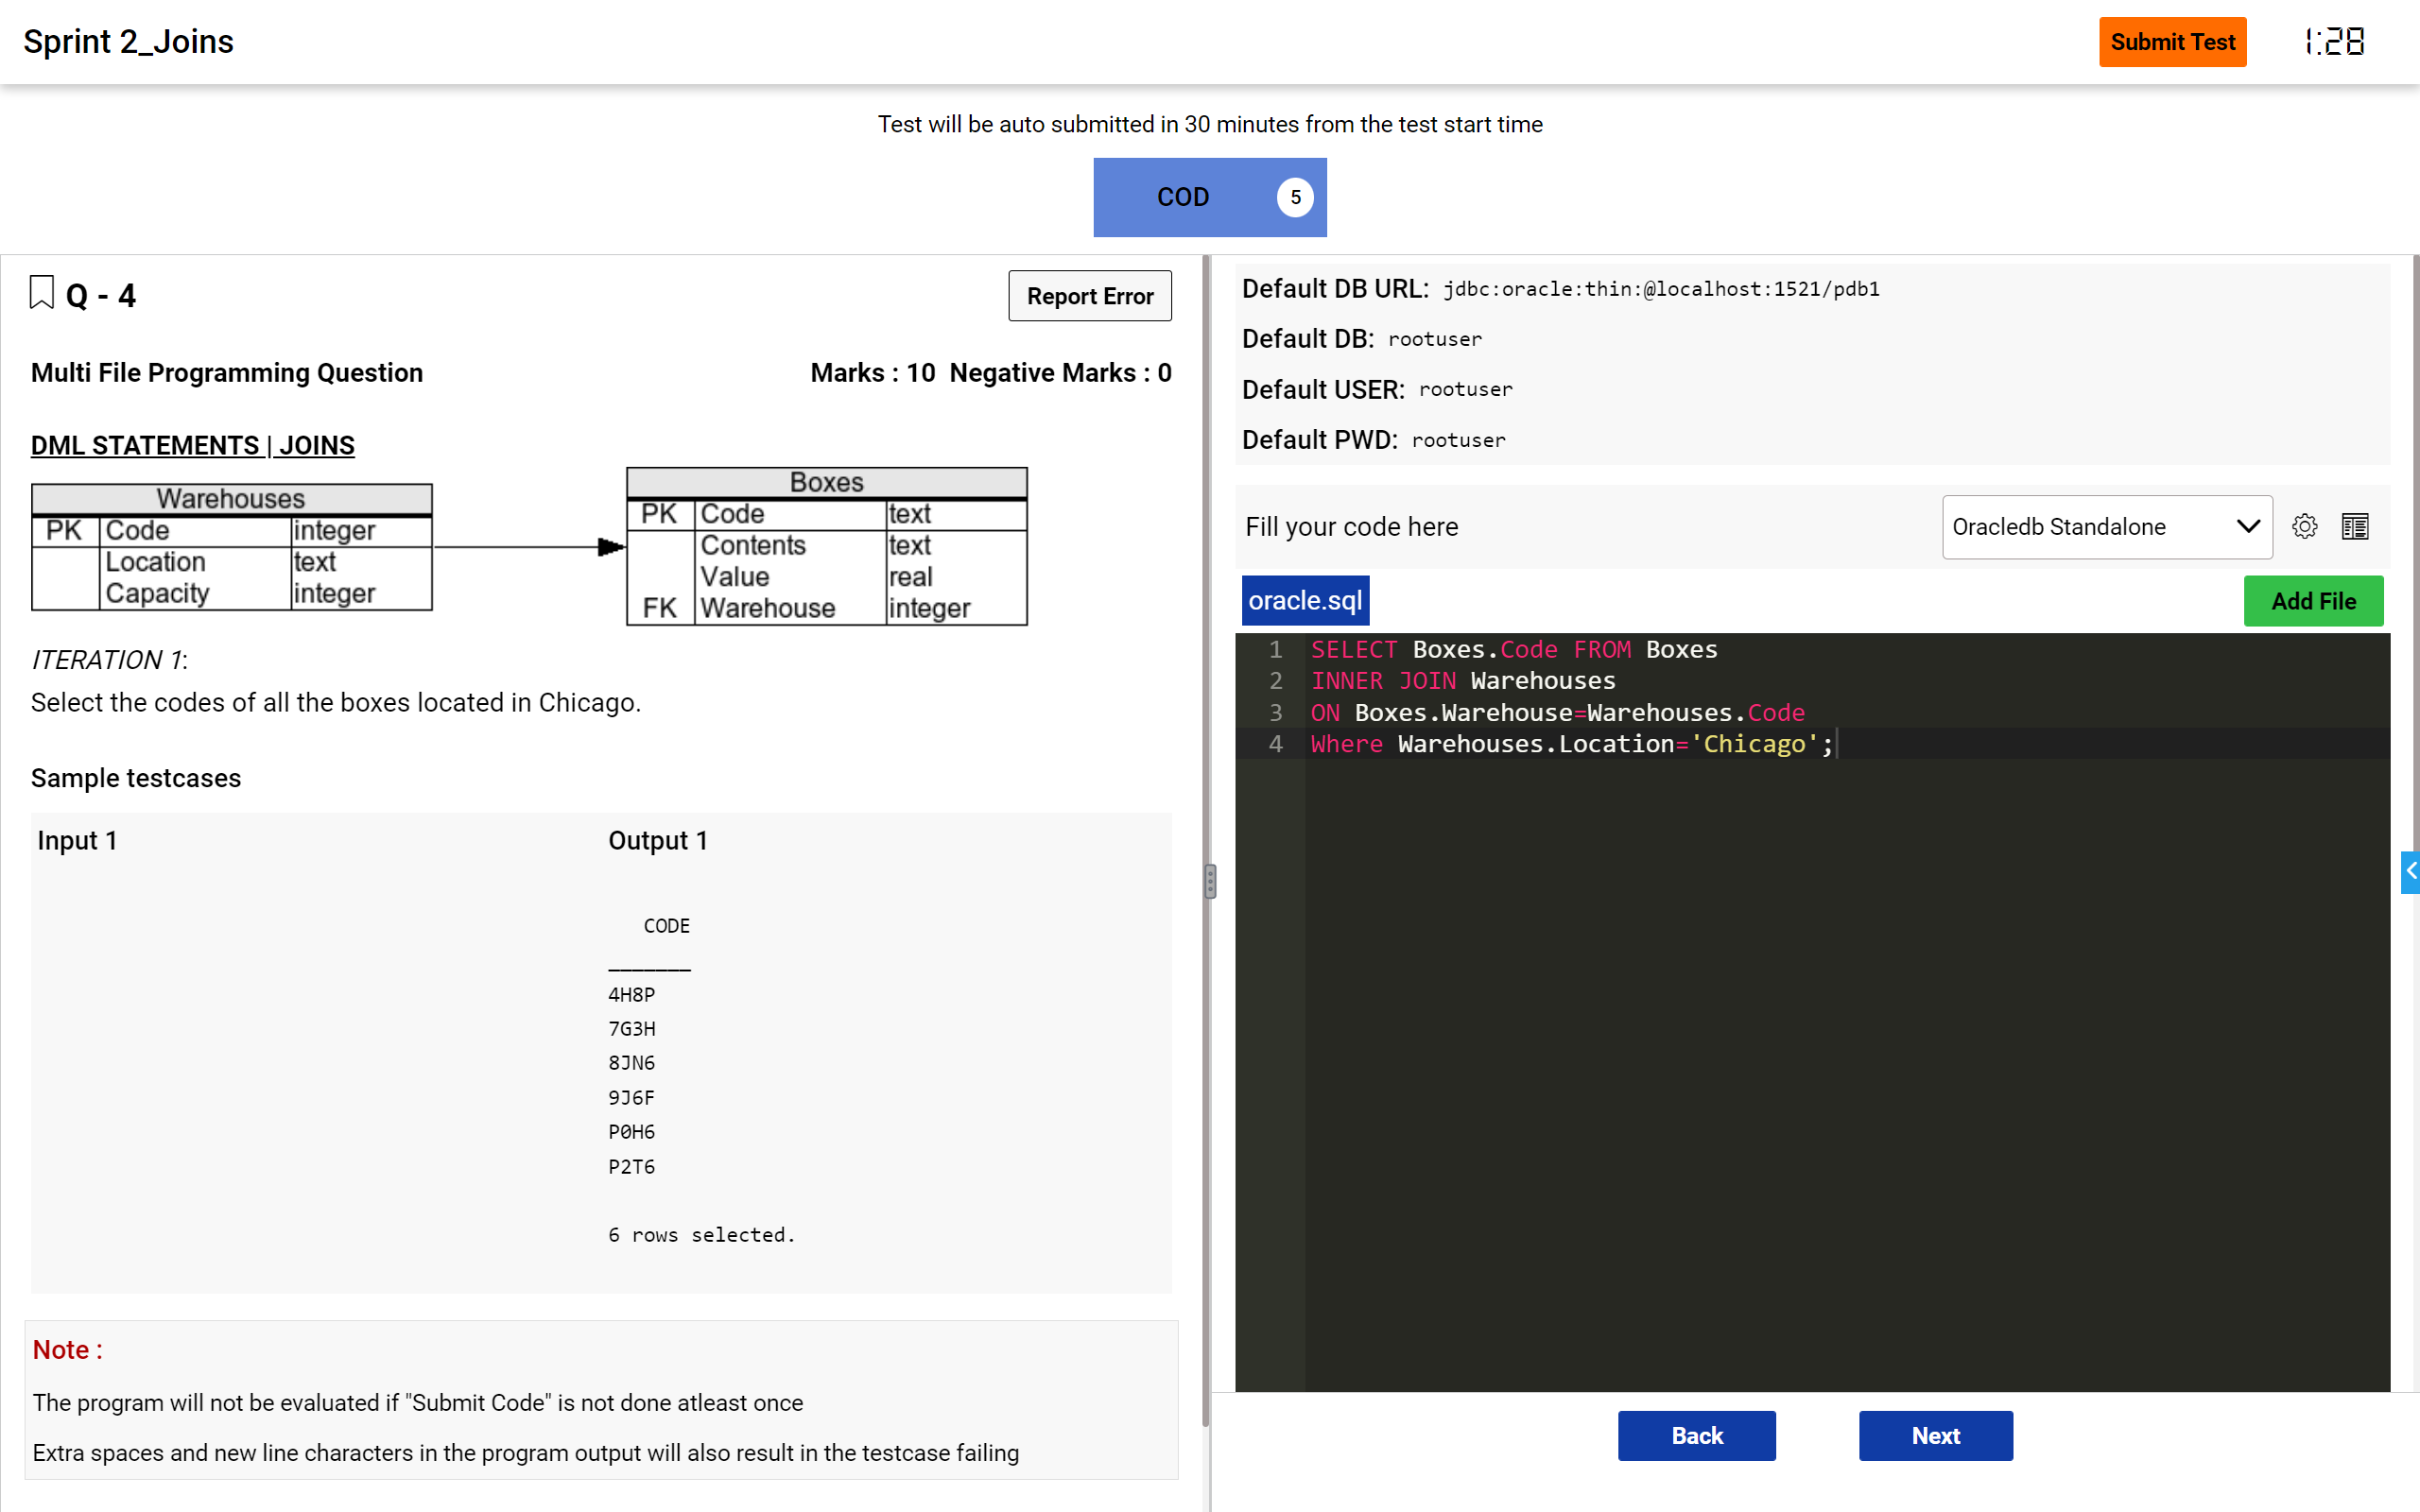 Sprint 2_Joins
Submit Test
1:28
Test will be auto submitted in 30 minutes from the test start time
COD 5
Q - 4
Report Error
Multi File Programming Question
Marks : 10 Negative Marks : 0
DML STATEMENTS | JOINS
Warehouses
PK Code integer
Location text
Capacity integer
Boxes
PK Code text
Contents text
Value real
FK Warehouse integer
ITERATION 1:
Select the codes of all the boxes located in Chicago.
Sample testcases
Input 1
Output 1
CODE
_______
4H8P
7G3H
8JN6
9J6F
P0H6
P2T6
6 rows selected.
Note :
The program will not be evaluated if "Submit Code" is not done atleast once
Extra spaces and new line characters in the program output will also result in the testcase failing
Default DB URL: jdbc:oracle:thin:@localhost:1521/pdb1
Default DB: rootuser
Default USER: rootuser
Default PWD: rootuser
Fill your code here
Oracledb Standalone
oracle.sql
Add File
1 SELECT Boxes.Code FROM Boxes
2 INNER JOIN Warehouses
3 ON Boxes.Warehouse=Warehouses.Code
4 Where Warehouses.Location='Chicago';
Back
Next